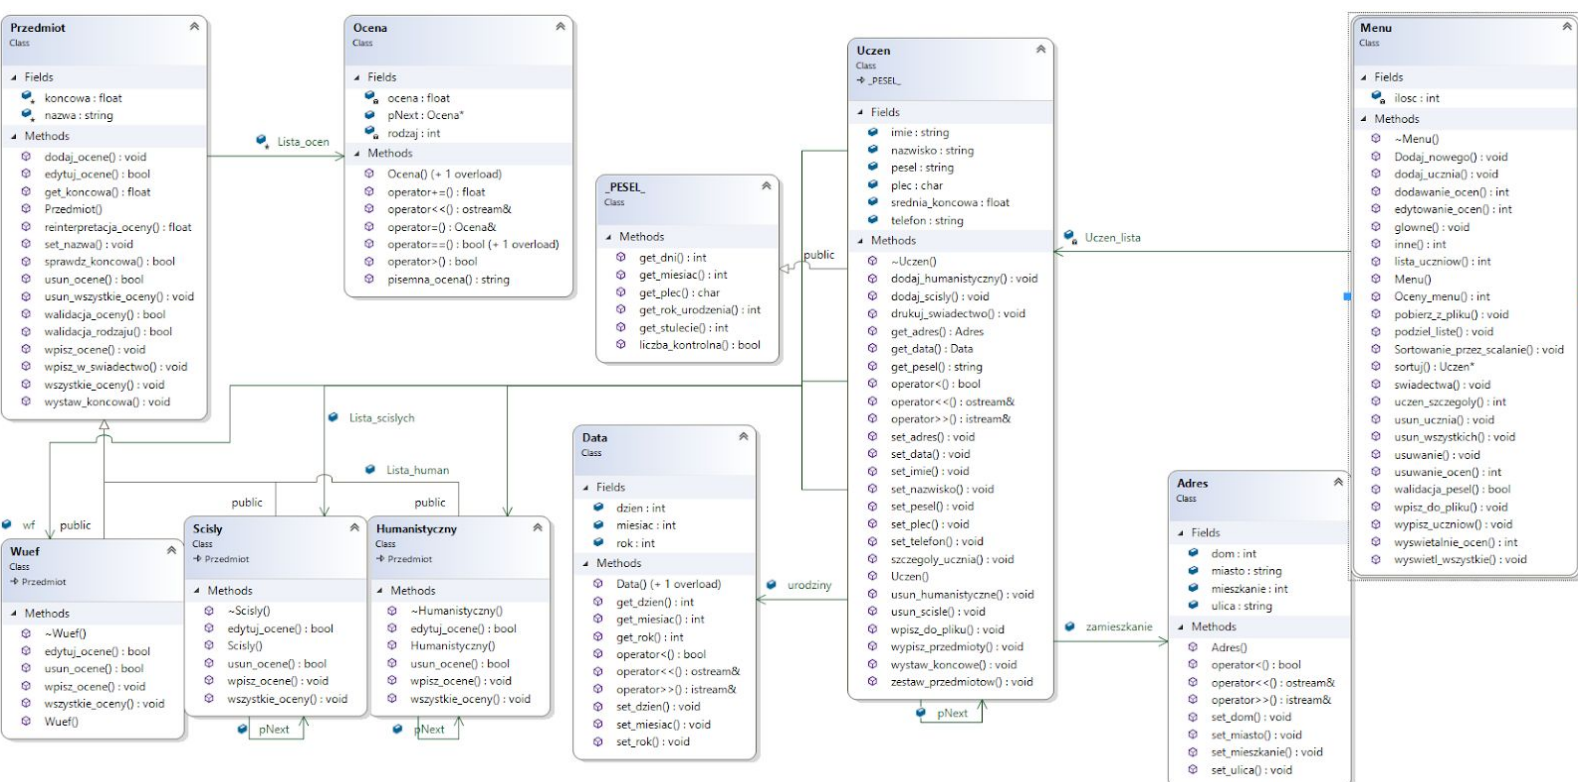 Przedmiot
Class
Fields
koncowa : float
nazwa : string
Methods
dodaj_ocene() : void
edytuj_ocene() : bool
get_koncowa() : float
Przedmiot()
reinterpretacja_oceny() : float
set_nazwa() : void
sprawdz_koncowa() : bool
usun_ocene() : bool
usun_wszystkie_oceny() : void
walidacja_oceny() : bool
walidacja_rodzaju() : bool
wpisz_ocene() : void
wpisz_w_swiadectwo() : void
wszystkie_oceny() : void
wystaw_koncowa() : void
Lista_ocen
Ocena
Class
Fields
ocena : float
pNext : Ocena*
rodzaj : int
Methods
Ocena() (+ 1 overload)
operator+=() : float
operator<<() : ostream&
operator=() : Ocena&
operator==() : bool (+ 1 overload)
operator>() : bool
pisemna_ocena() : string
_PESEL_
Class
Methods
get_dni() : int
get_miesiac() : int
get_plec() : char
get_rok_urodzenia() : int
get_stulecie() : int
liczba_kontrolna() : bool
public
Uczen
Class
_PESEL_
Fields
imie : string
nazwisko : string
pesel : string
plec : char
srednia_koncowa : float
telefon : string
Methods
~Uczen()
dodaj_humanistyczny() : void
dodaj_scisly() : void
drukuj_swiadectwo() : void
get_adres() : Adres
get_data() : Data
get_pesel() : string
operator<() : bool
operator<<() : ostream&
operator>>() : istream&
set_adres() : void
set_data() : void
set_imie() : void
set_nazwisko() : void
set_pesel() : void
set_plec() : void
set_telefon() : void
szczegoly_ucznia() : void
Uczen()
usun_humanistyczne() : void
usun_scisle() : void
wpisz_do_pliku() : void
wypisz_przedmioty() : void
wystaw_koncowe() : void
zestaw_przedmiotow() : void
pNext
Uczen_lista
Menu
Class
Fields
ilosc : int
Methods
~Menu()
Dodaj_nowego() : void
dodaj_ucznia() : void
dodawanie_ocen() : int
edytowanie_ocen() : int
glowne() : void
inne() : int
lista_uczniow() : int
Menu()
Oceny_menu() : int
pobierz_z_pliku() : void
podziel_liste() : void
Sortowanie_przez_scalanie() : void
sortuj() : Uczen*
swiadectwa() : void
uczen_szczegoly() : int
usun_ucznia() : void
usun_wszystkich() : void
usuwanie() : void
usuwanie_ocen() : int
walidacja_pesel() : bool
wpisz_do_pliku() : void
wypisz_uczniow() : void
wyswietalnie_ocen() : int
wyswietl_wszystkie() : void
Lista_scislych
Lista_human
wf
public
public
public
Wuef
Class
Przedmiot
Methods
~Wuef()
edytuj_ocene() : bool
usun_ocene() : bool
wpisz_ocene() : void
wszystkie_oceny() : void
Wuef()
Scisly
Class
Przedmiot
Methods
~Scisly()
edytuj_ocene() : bool
Scisly()
usun_ocene() : bool
wpisz_ocene() : void
wszystkie_oceny() : void
pNext
Humanistyczny
Class
Przedmiot
Methods
~Humanistyczny()
edytuj_ocene() : bool
Humanistyczny()
usun_ocene() : bool
wpisz_ocene() : void
wszystkie_oceny() : void
pNext
Data
Class
Fields
dzien : int
miesiac : int
rok : int
Methods
Data() (+ 1 overload)
get_dzien() : int
get_miesiac() : int
get_rok() : int
operator<() : bool
operator<<() : ostream&
operator>>() : istream&
set_dzien() : void
set_miesiac() : void
set_rok() : void
urodziny
zamieszkanie
Adres
Class
Fields
dom : int
miasto : string
mieszkanie : int
ulica : string
Methods
Adres()
operator<() : bool
operator<<() : ostream&
operator>>() : istream&
set_dom() : void
set_miasto() : void
set_mieszkanie() : void
set_ulica() : void